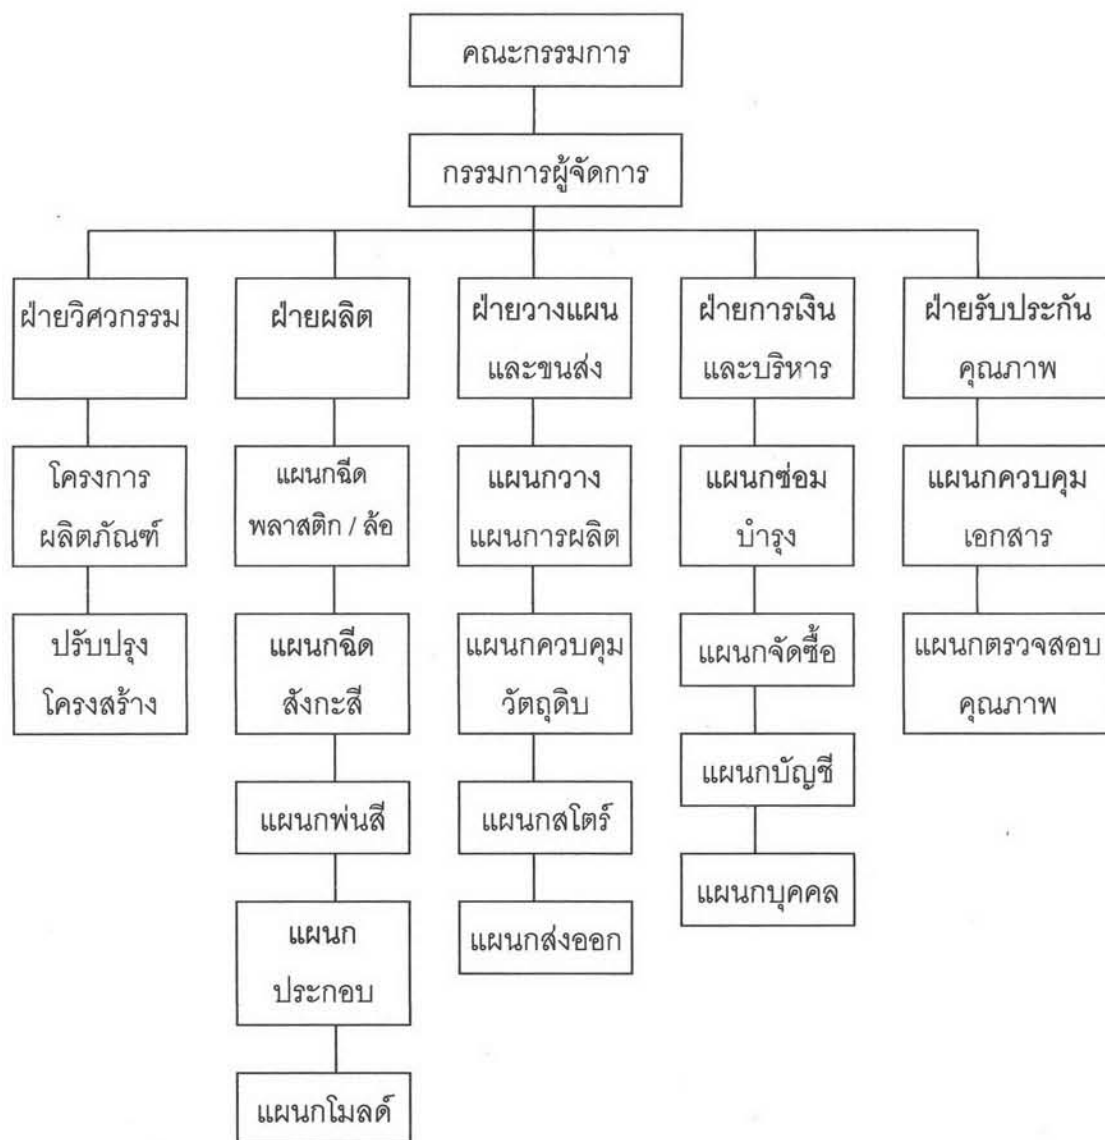 คณะกรรมการ
กรรมการผู้จัดการ
ฝ่ายวิศวกรรม
ฝ่ายผลิต
ฝ่ายวางแผน
และขนส่ง
ฝ่ายการเงิน
และบริหาร
ฝ่ายรับประกัน
คุณภาพ
โครงการ
ผลิตภัณฑ์
แผนกฉีด
พลาสติก / ล้อ
แผนกวาง
แผนการผลิต
แผนกซ่อม
บำรุง
แผนกควบคุม
เอกสาร
ปรับปรุง
โครงสร้าง
แผนกฉีด
สังกะสี
แผนกควบคุม
วัตถุดิบ
แผนกจัดซื้อ
แผนกตรวจสอบ
คุณภาพ
แผนกบัญชี
แผนกพ่นสี
แผนกสโตร์
แผนกบุคคล
แผนก
ประกอบ
แผนกส่งออก
แผนกโมลด์